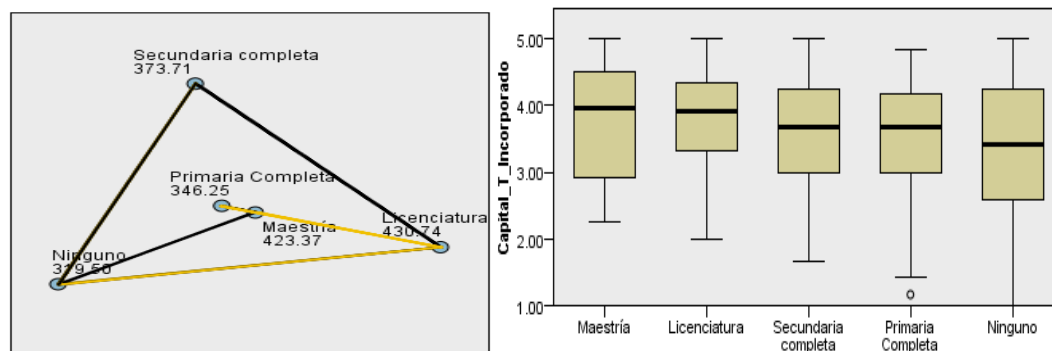 Secundaria completa
373.71
Primaria Completa
346.25
Maestría
423.37
Licenciatura
430.74
Ninguno
319.50
Capital_T_Incorporado
5.00
4.00
3.00
2.00
1.00
Maestría
Licenciatura
Secundaria
completa
Primaria
Completa
Ninguno